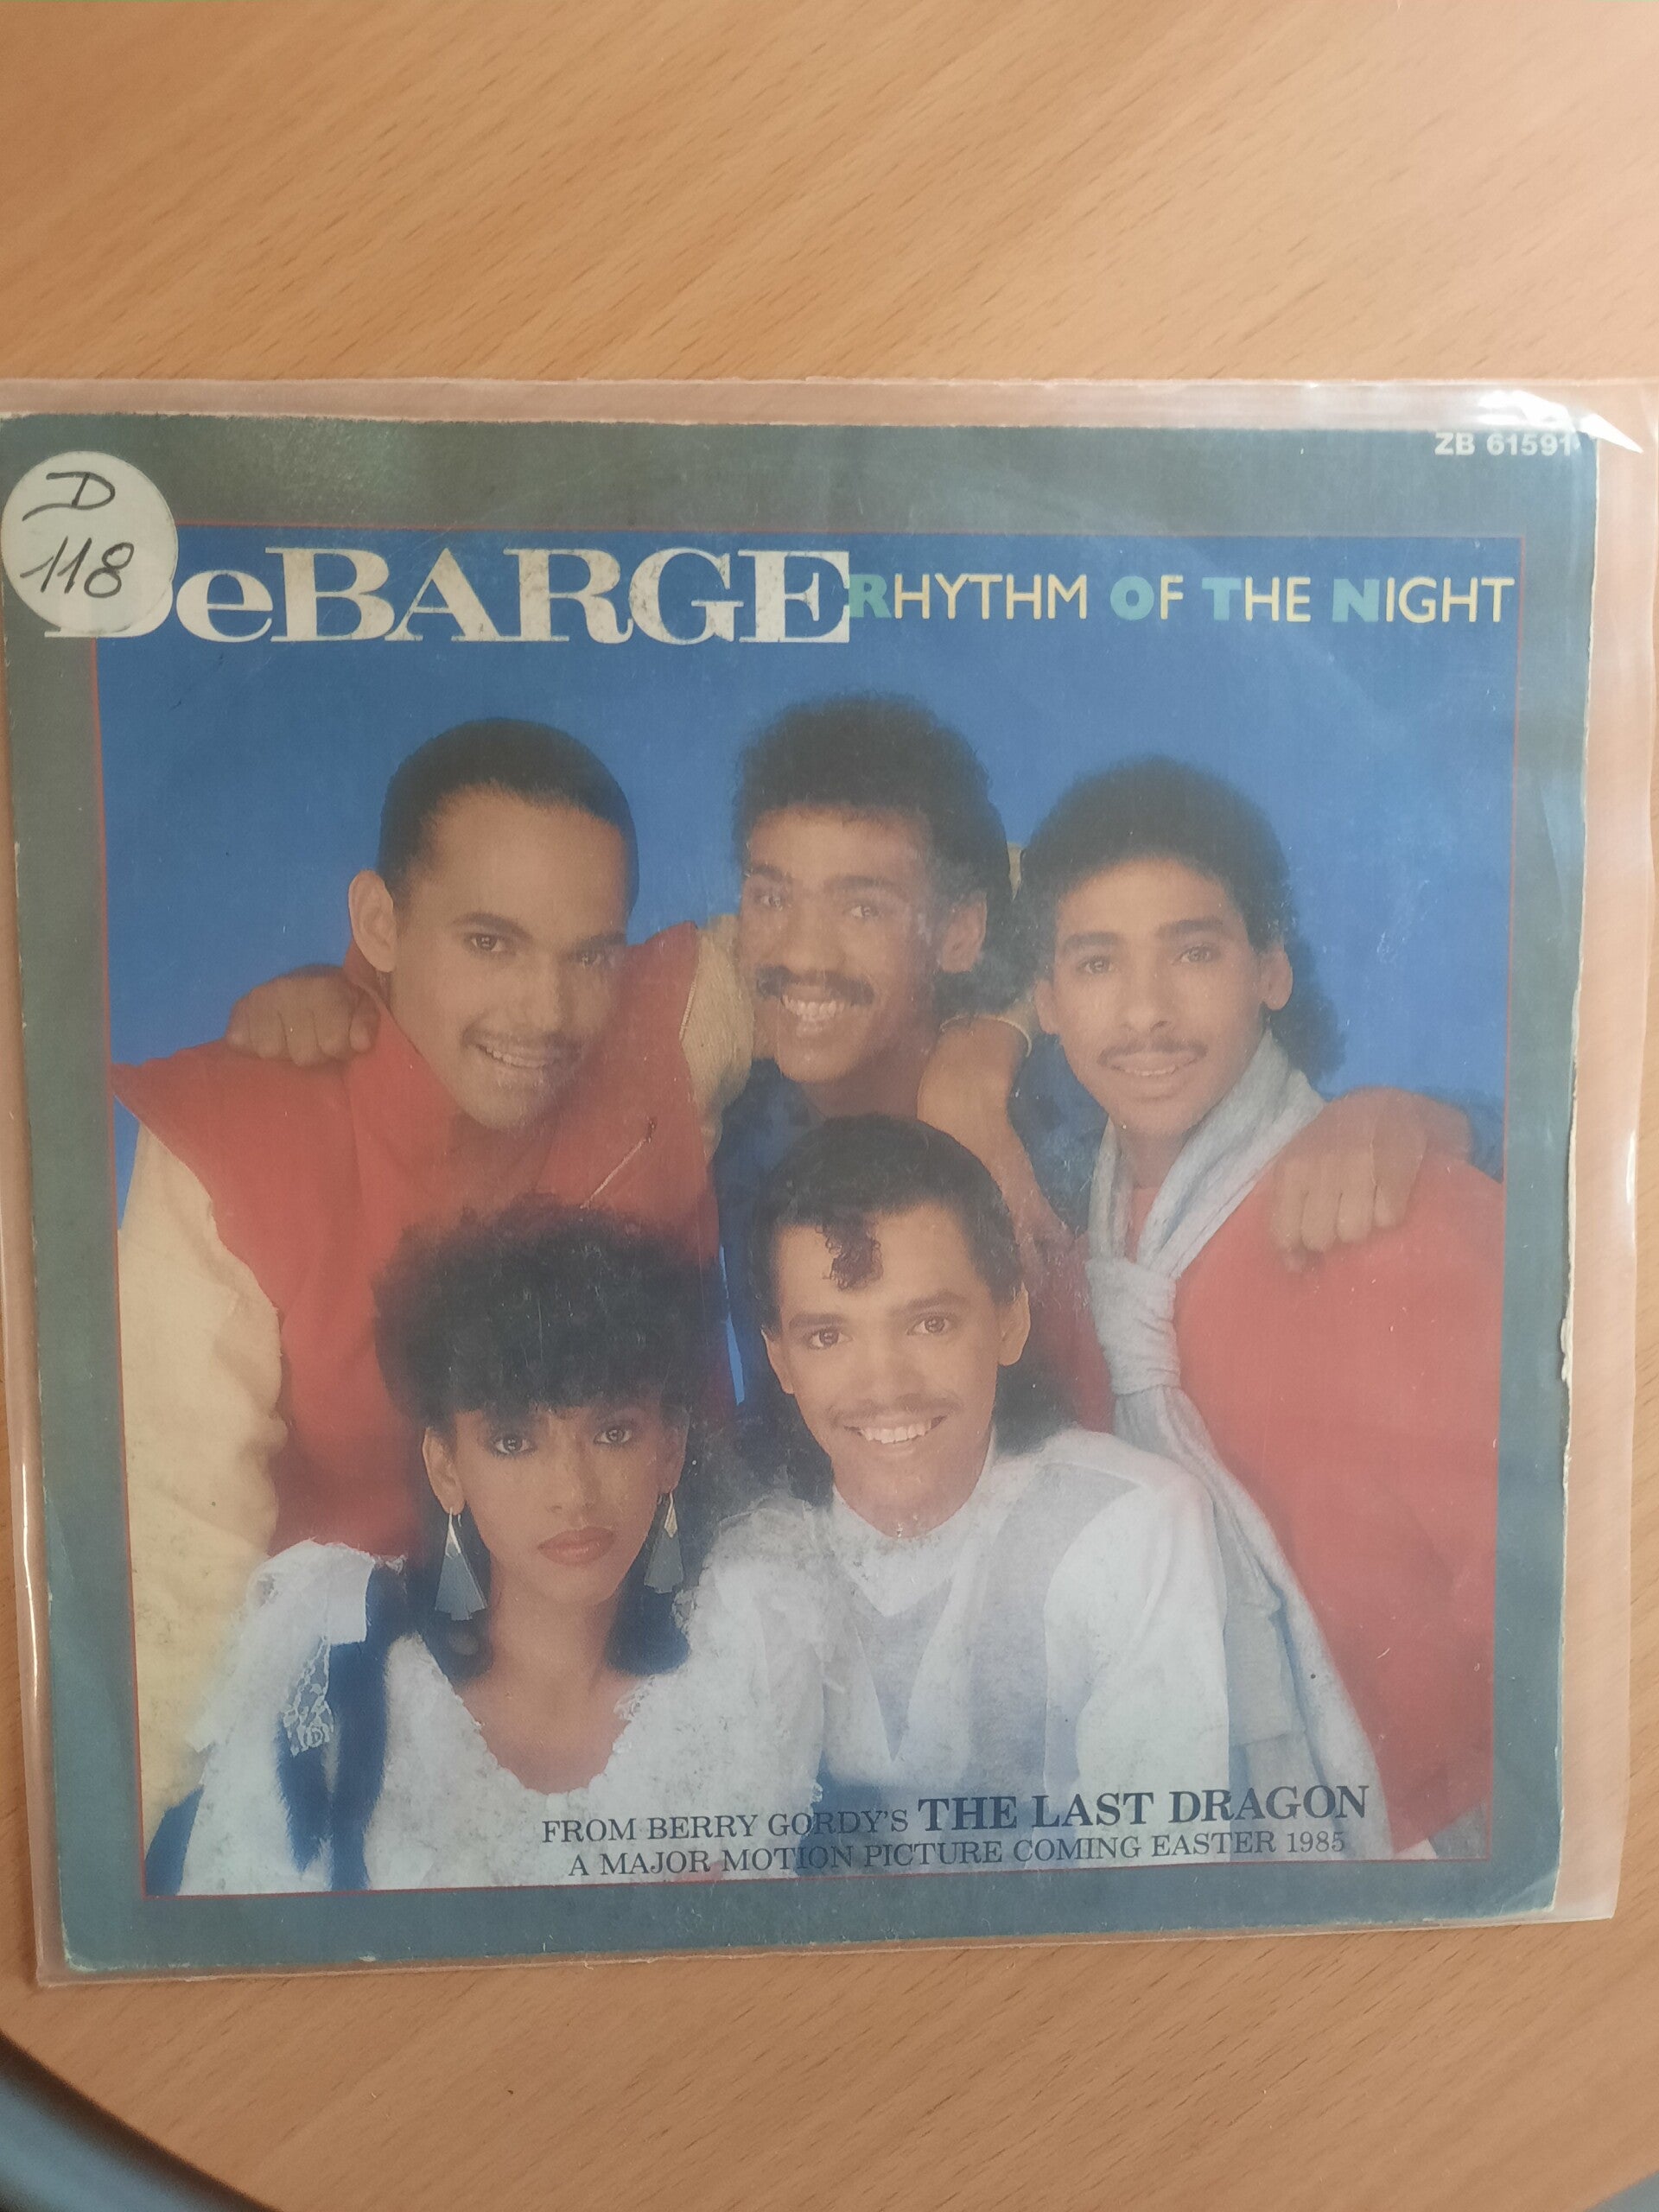 ZB 61591
D
118
DeBARGE RHYTHM OF THE NIGHT
FROM BERRY GORDY'S THE LAST DRAGON
A MAJOR MOTION PICTURE COMING EASTER 1985